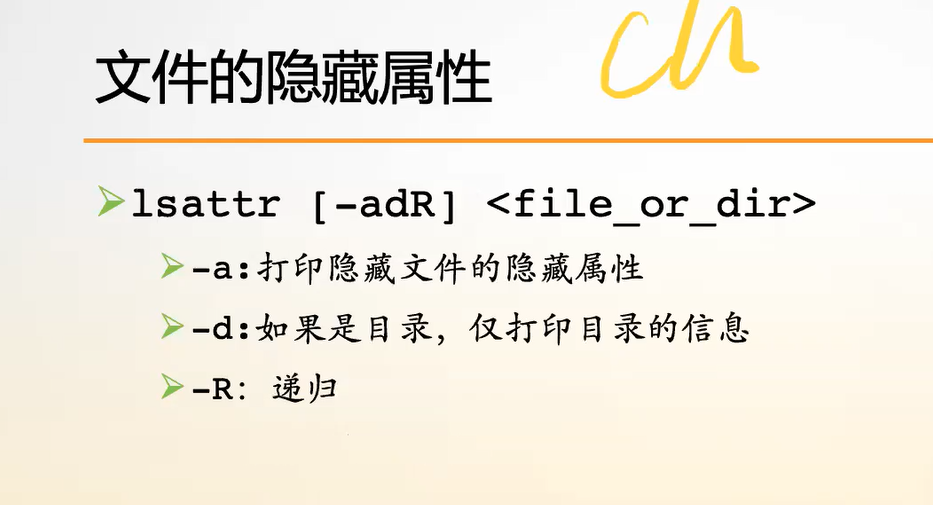 文件的隐藏属性
ch
lsattr [-adR] <file_or_dir>
-a:打印隐藏文件的隐藏属性
-d:如果是目录，仅打印目录的信息
-R: 递归